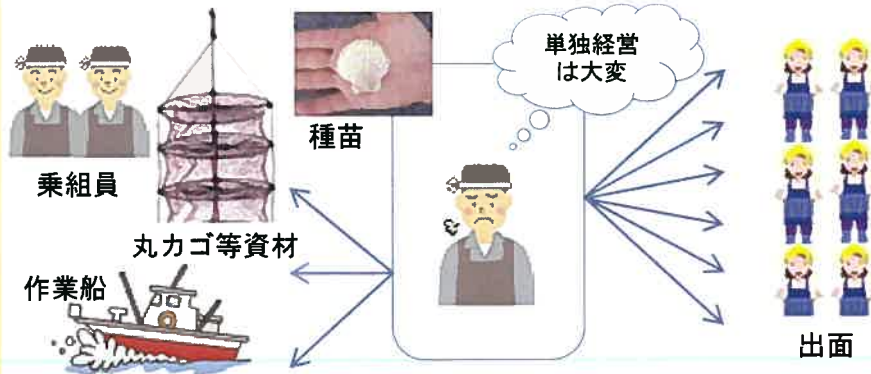 単独経営
は大変
種苗
乗組員
丸カゴ等資材
作業船
出面